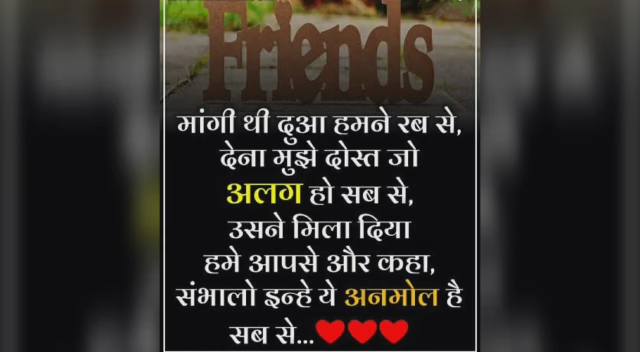 Friends
मांगी थी दुआ हमने रब से,
देना मुझे दोस्त जो
अलग हो सब से,
उसने मिला दिया
हमे आपसे और कहा,
संभालो इन्हे ये अनमोल है
सब से...❤❤❤